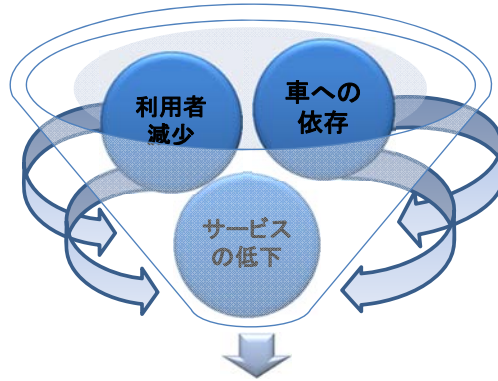 利用者
減少
車への
依存
サービス
の低下